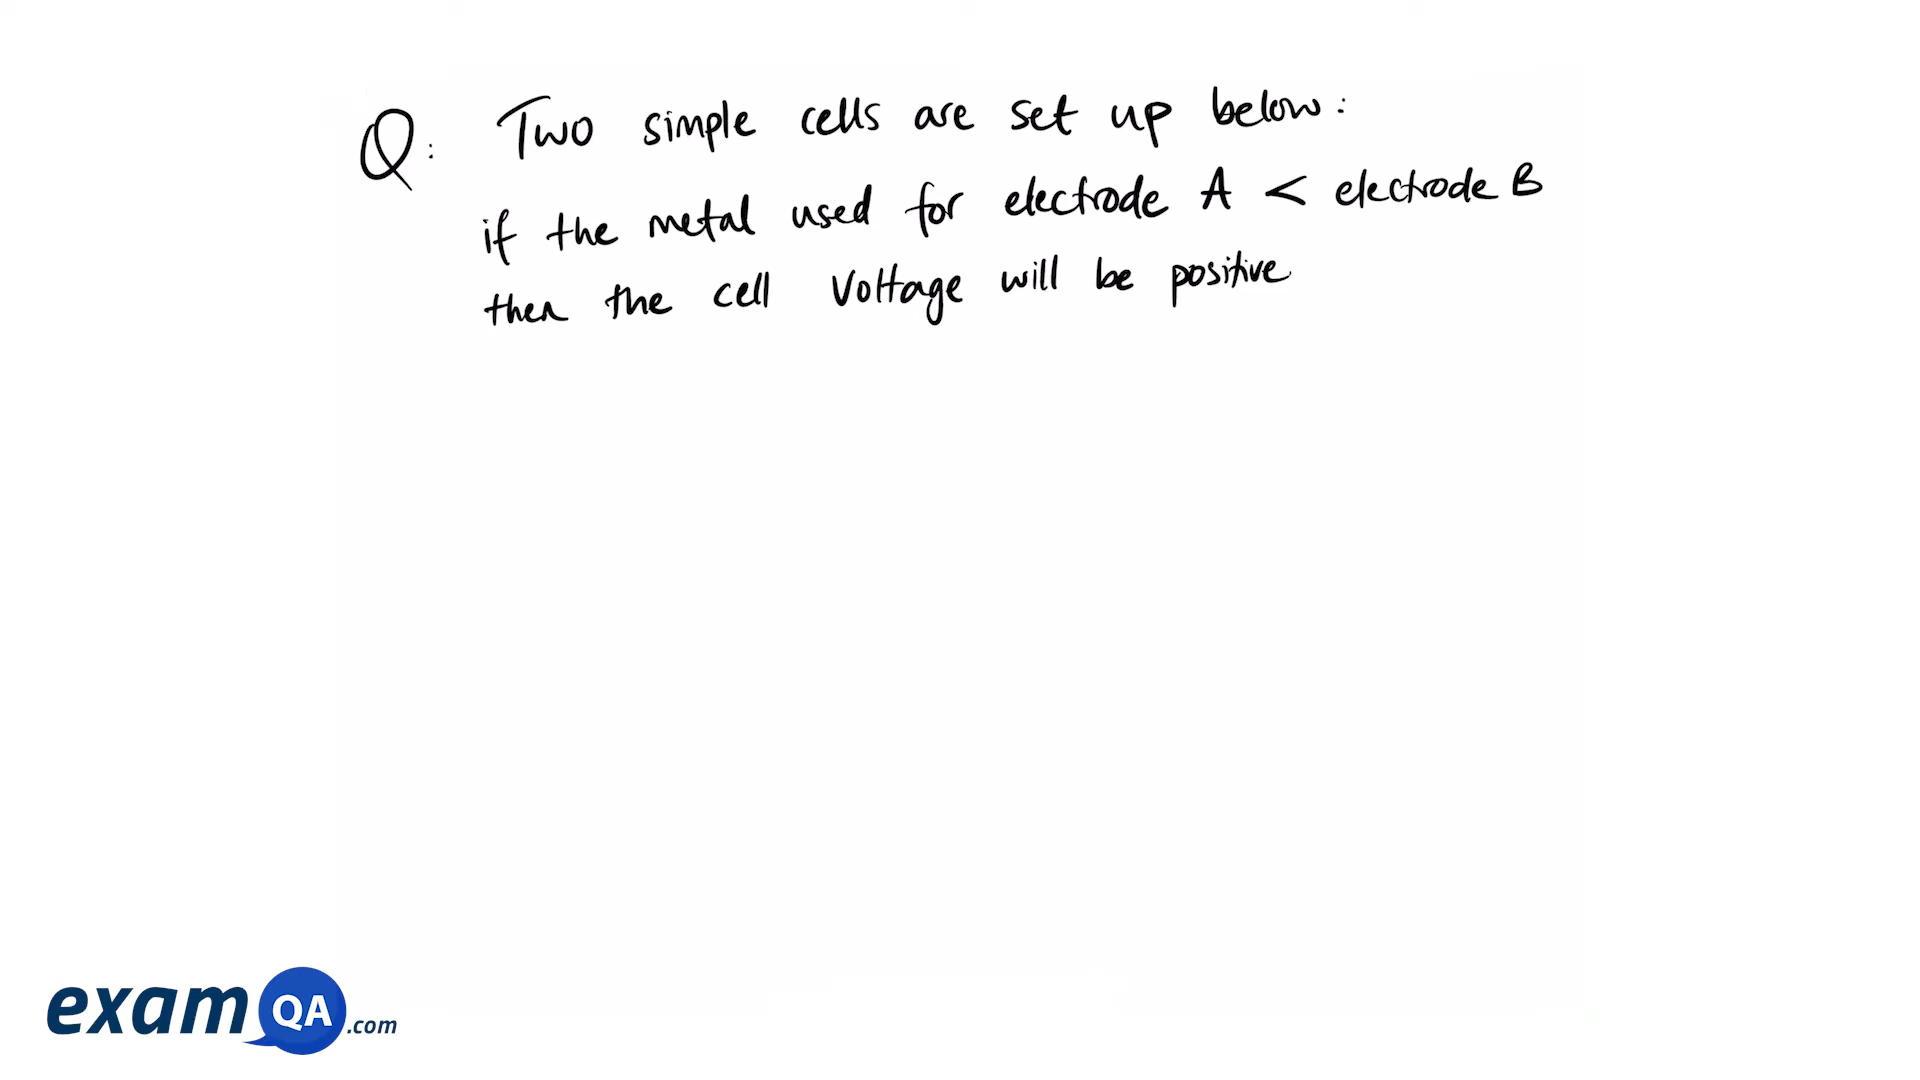 Q: Two simple cells are set up below:
if the metal used for electrode A < electrode B
then the cell voltage will be positive
examQA.com